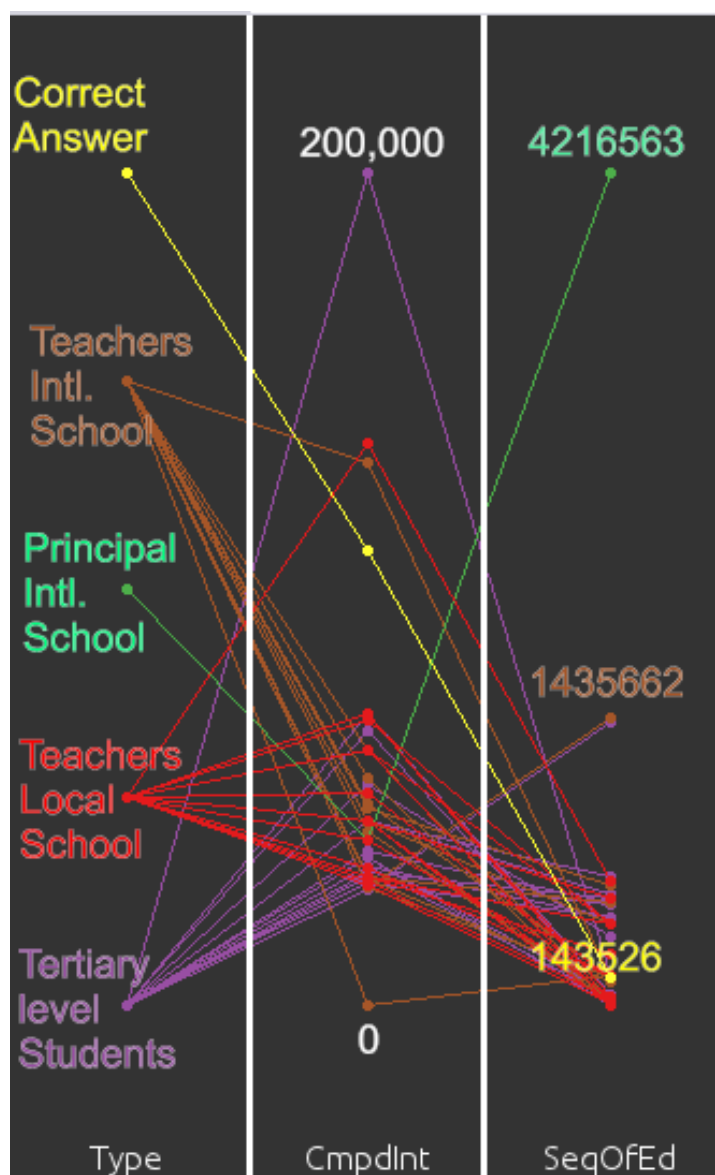 Correct
Answer
200,000
4216563
Teachers
Intl.
School
Principal
Intl.
School
1435662
Teachers
Local
School
Tertiary
level
Students
143526
0
Type
CmpdInt
SeqOfEd